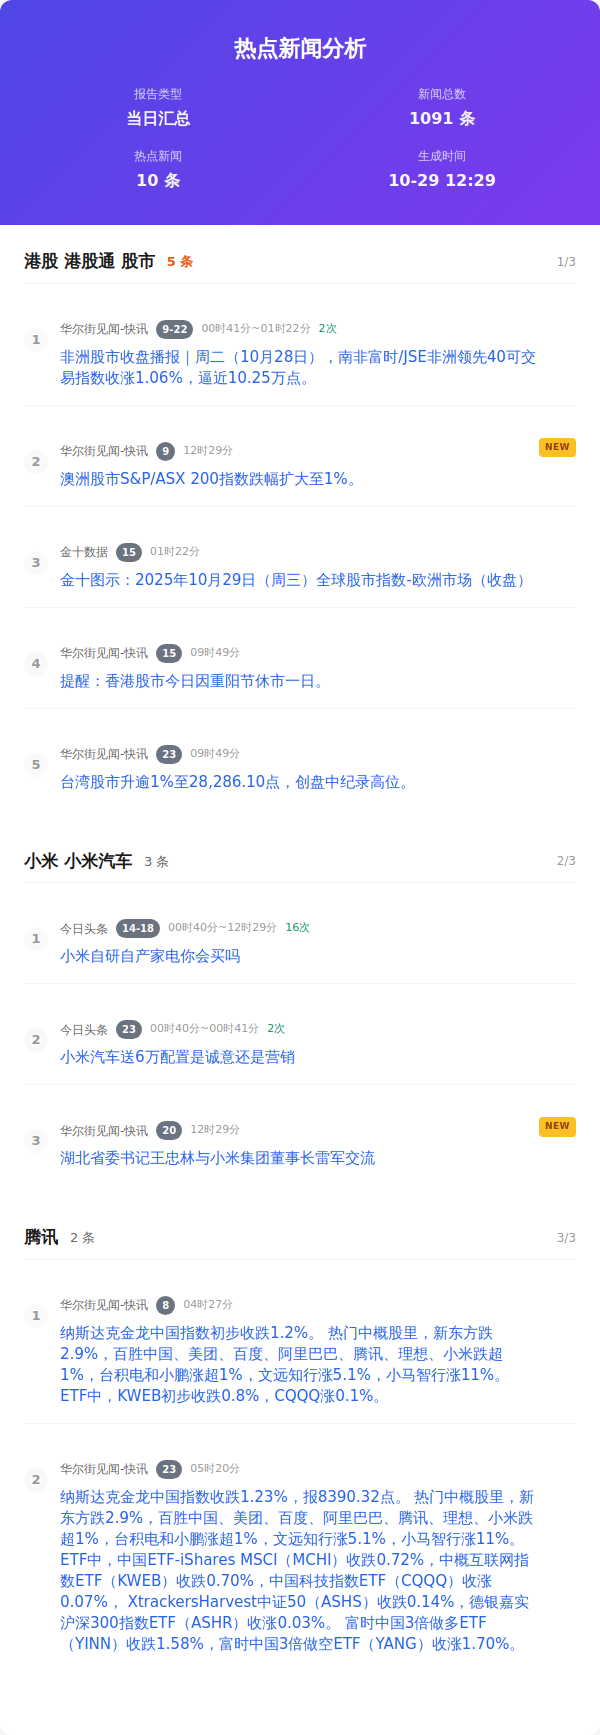 热点新闻分析
报告类型
新闻总数
当日汇总
1091 条
热点新闻
生成时间
10 条
10-29 12:29
港股 港股通 股市 5 条 1/3
1
华尔街见闻-快讯 9-22 00时41分~01时22分 2次
非洲股市收盘播报｜周二（10月28日），南非富时/JSE非洲领先40可交
易指数收涨1.06%，逼近10.25万点。
2
华尔街见闻-快讯 9 12时29分 NEW
澳洲股市S&P/ASX 200指数跌幅扩大至1%。
3
金十数据 15 01时22分
金十图示：2025年10月29日（周三）全球股市指数-欧洲市场（收盘）
4
华尔街见闻-快讯 15 09时49分
提醒：香港股市今日因重阳节休市一日。
5
华尔街见闻-快讯 23 09时49分
台湾股市升逾1%至28,286.10点，创盘中纪录高位。
小米 小米汽车 3 条 2/3
1
今日头条 14-18 00时40分~12时29分 16次
小米自研自产家电你会买吗
2
今日头条 23 00时40分~00时41分 2次
小米汽车送6万配置是诚意还是营销
3
华尔街见闻-快讯 20 12时29分 NEW
湖北省委书记王忠林与小米集团董事长雷军交流
腾讯 2 条 3/3
1
华尔街见闻-快讯 8 04时27分
纳斯达克金龙中国指数初步收跌1.2%。 热门中概股里，新东方跌
2.9%，百胜中国、美团、百度、阿里巴巴、腾讯、理想、小米跌超
1%，台积电和小鹏涨超1%，文远知行涨5.1%，小马智行涨11%。
ETF中，KWEB初步收跌0.8%，CQQQ涨0.1%。
2
华尔街见闻-快讯 23 05时20分
纳斯达克金龙中国指数收跌1.23%，报8390.32点。 热门中概股里，新
东方跌2.9%，百胜中国、美团、百度、阿里巴巴、腾讯、理想、小米跌
超1%，台积电和小鹏涨超1%，文远知行涨5.1%，小马智行涨11%。
ETF中，中国ETF-iShares MSCI（MCHI）收跌0.72%，中概互联网指
数ETF（KWEB）收跌0.70%，中国科技指数ETF（CQQQ）收涨
0.07%， XtrackersHarvest中证50（ASHS）收跌0.14%，德银嘉实
沪深300指数ETF（ASHR）收涨0.03%。 富时中国3倍做多ETF
（YINN）收跌1.58%，富时中国3倍做空ETF（YANG）收涨1.70%。